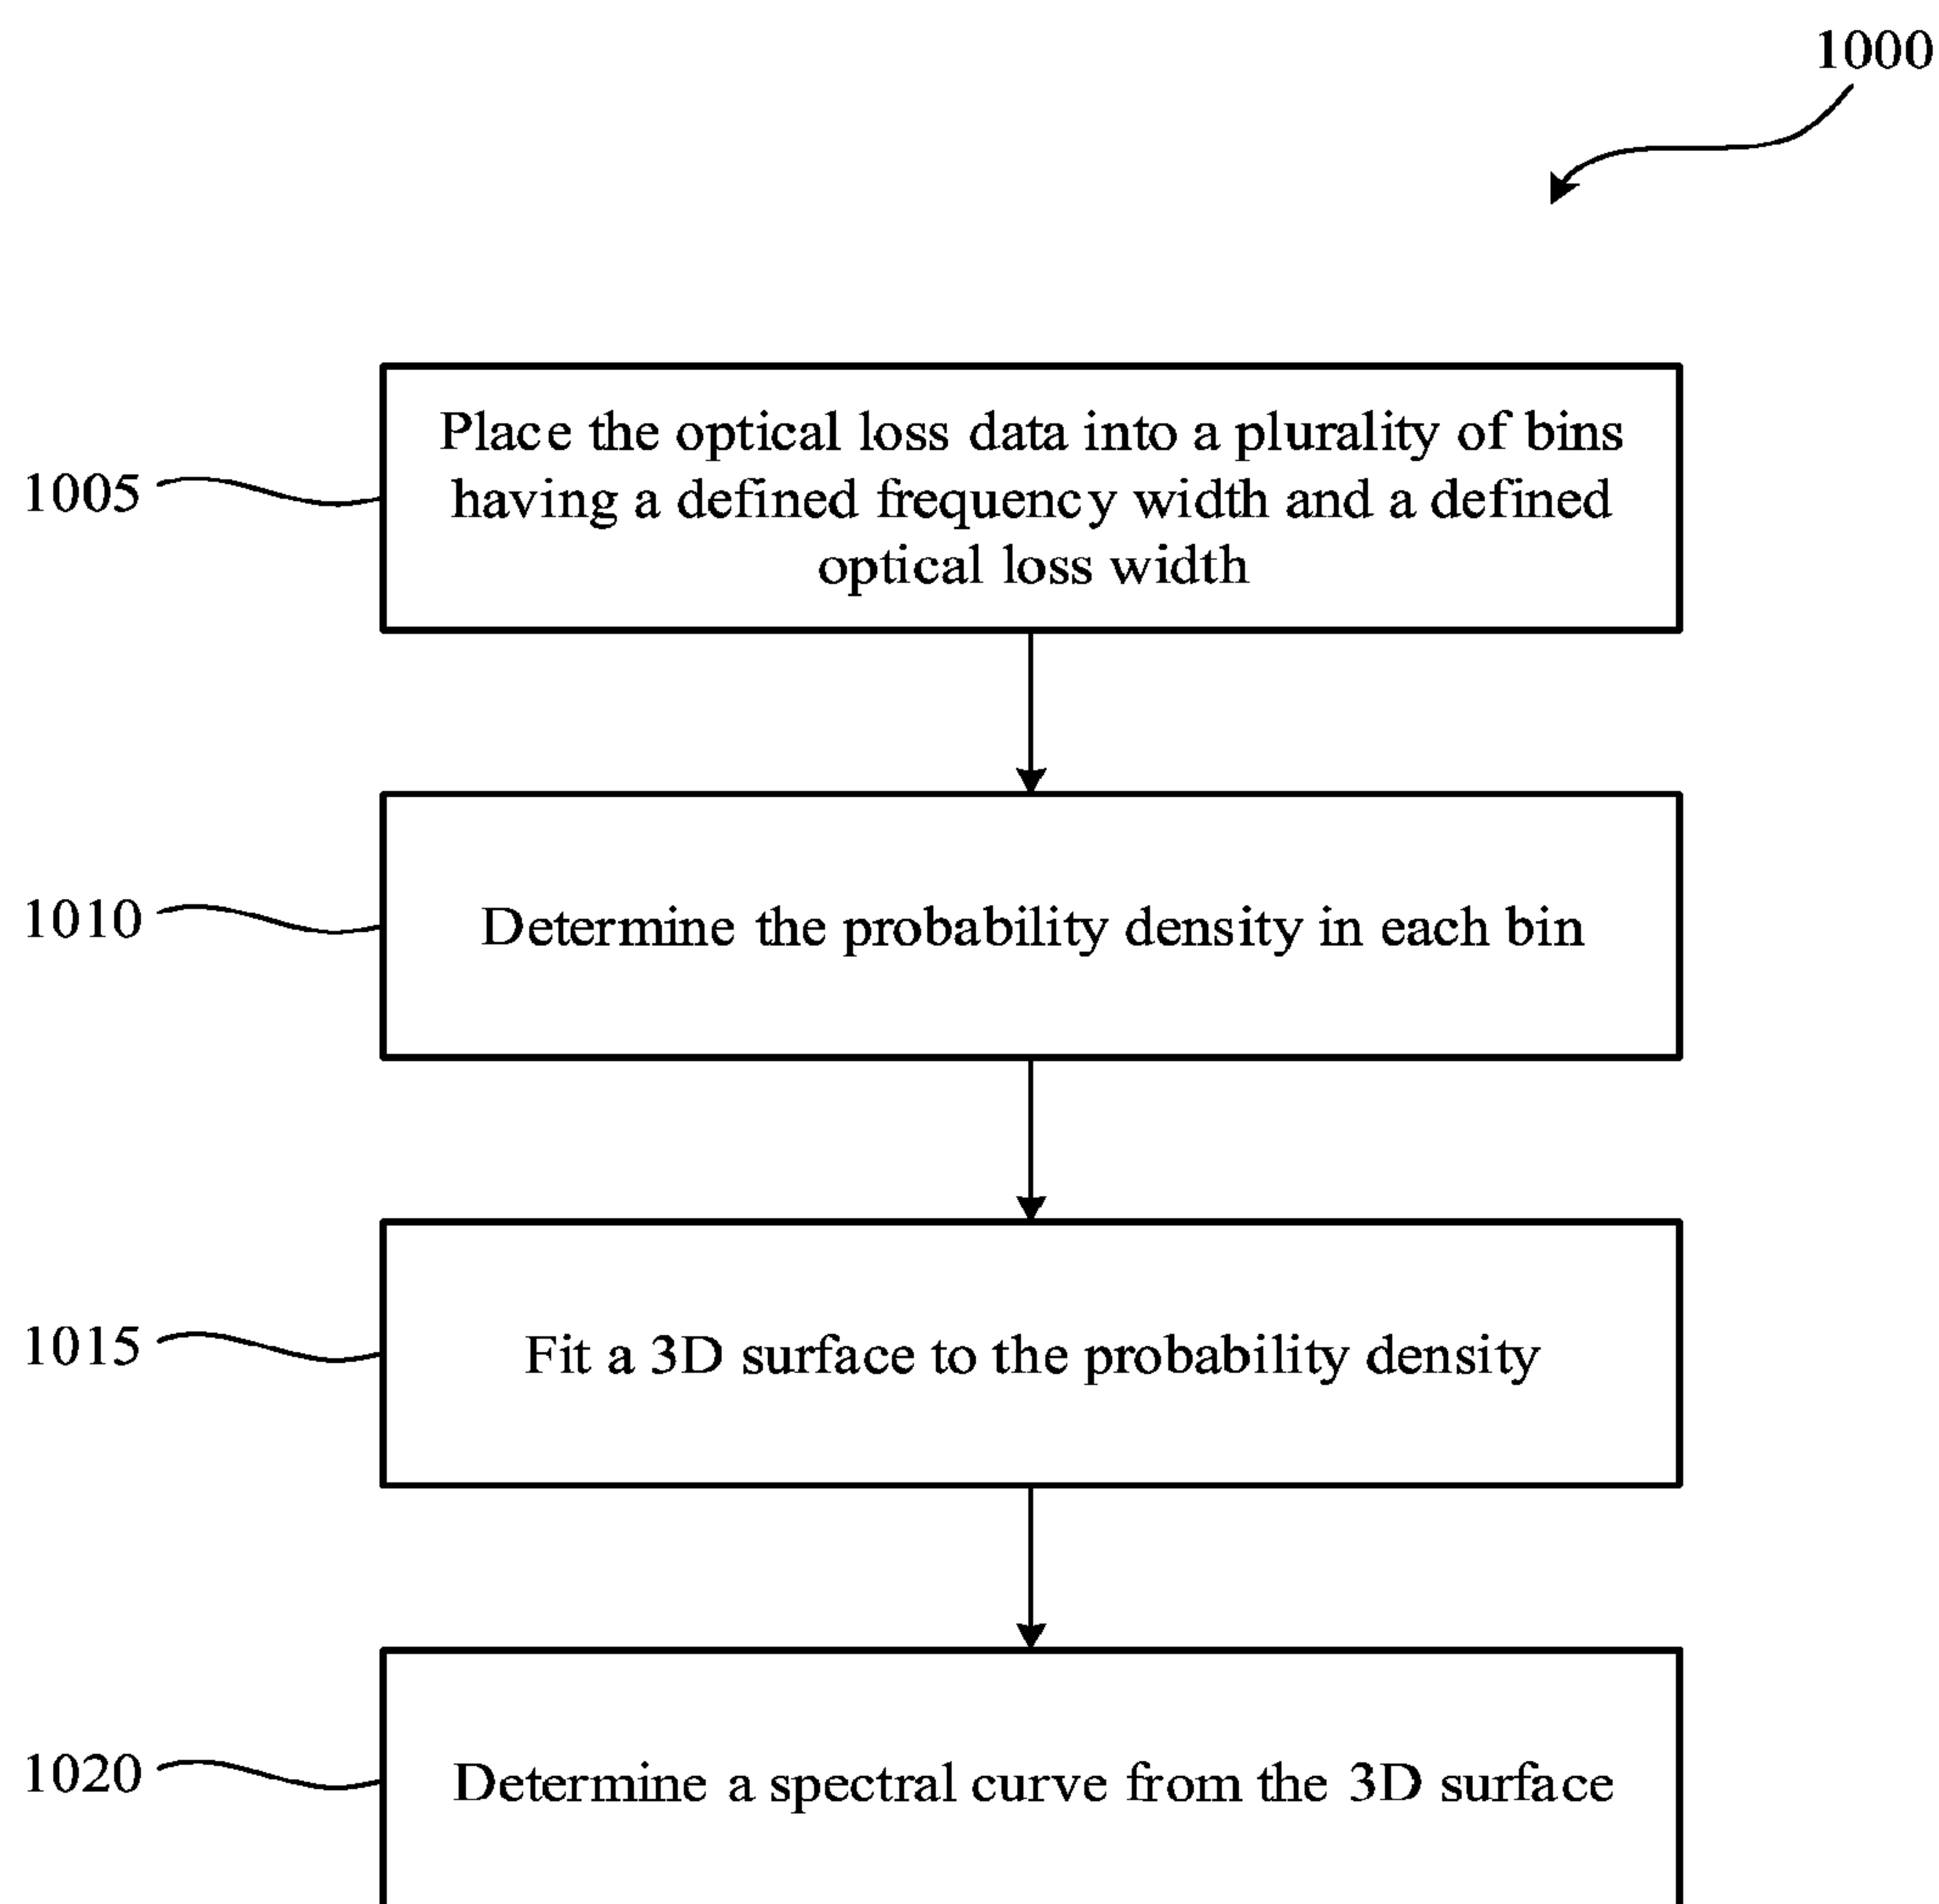 1000
1005
Place the optical loss data into a plurality of bins
having a defined frequency width and a defined
optical loss width
1010
Determine the probability density in each bin
1015
Fit a 3D surface to the probability density
1020
Determine a spectral curve from the 3D surface